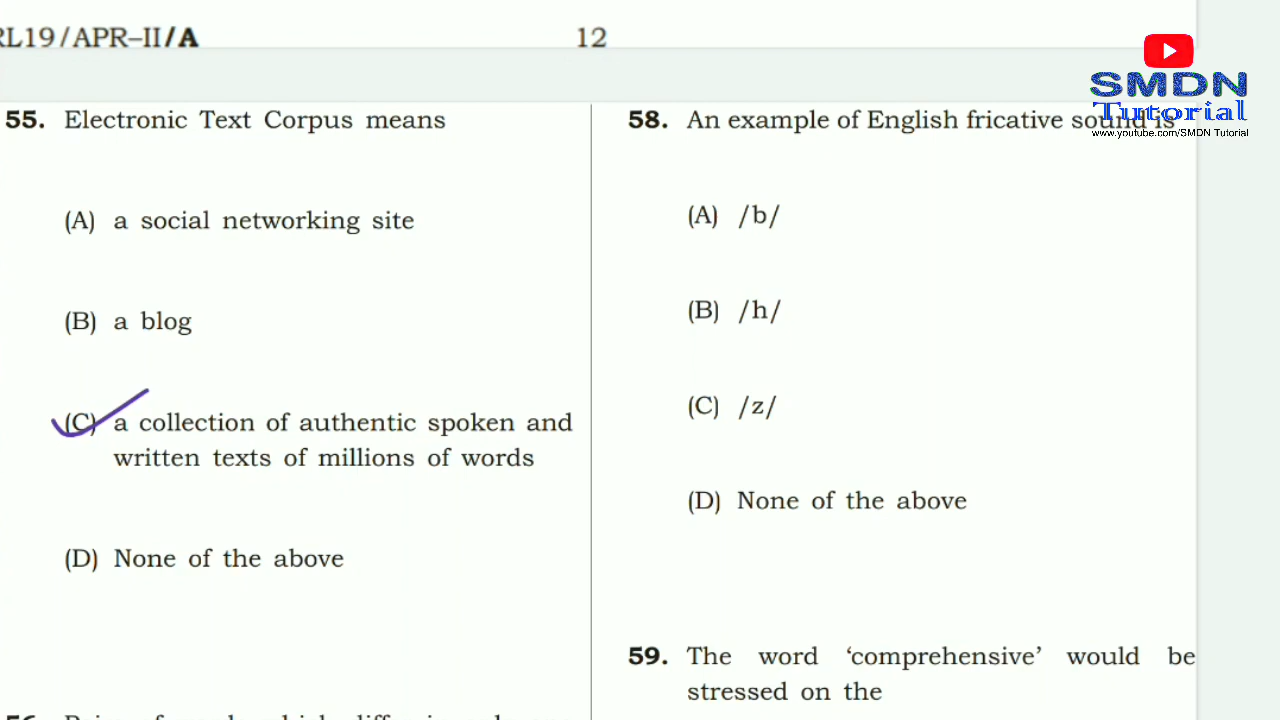 RL19/APR–II/A
12
SMDN
Tutorial
www.youtube.com/SMDN Tutorial
55. Electronic Text Corpus means
(A) a social networking site
(B) a blog
(C) a collection of authentic spoken and
written texts of millions of words
(D) None of the above
58. An example of English fricative sound is
(A) /b/
(B) /h/
(C) /z/
(D) None of the above
59. The word ‘comprehensive’ would be
stressed on the